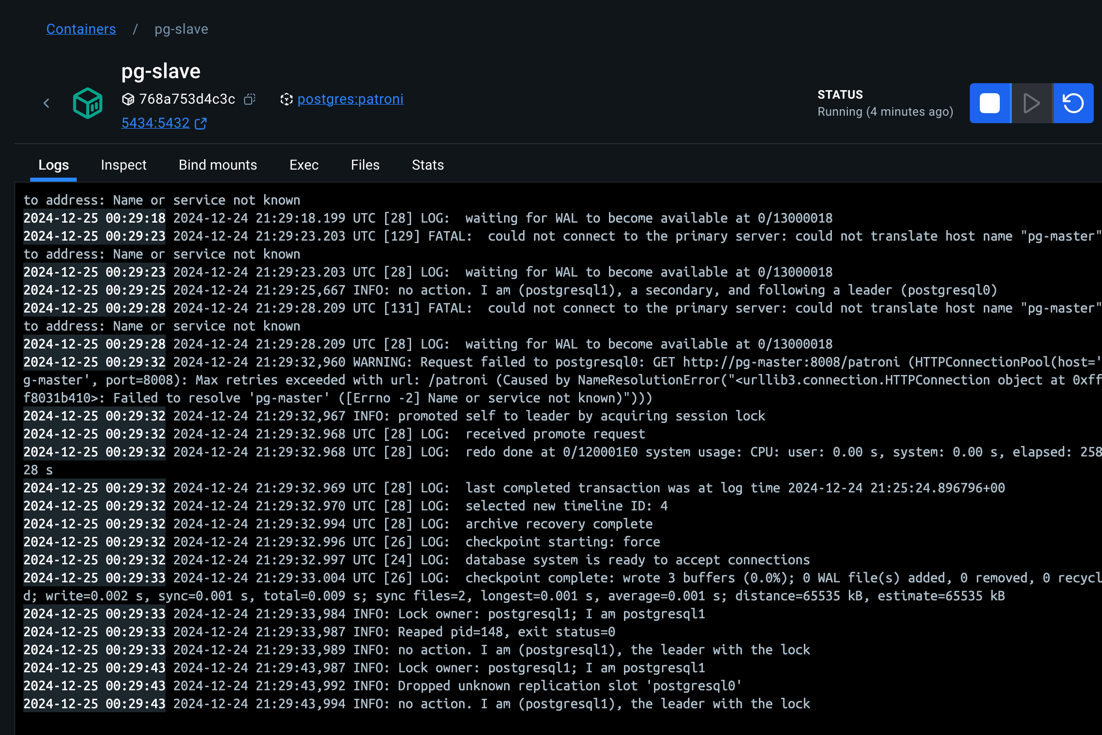 Containers / pg-slave
pg-slave
768a753d4c3c postgres:patroni
5434:5432
STATUS
Running (4 minutes ago)
Logs Inspect Bind mounts Exec Files Stats
to address: Name or service not known
2024-12-25 00:29:18 2024-12-24 21:29:18.199 UTC [28] LOG:  waiting for WAL to become available at 0/13000018
2024-12-25 00:29:23 2024-12-24 21:29:23.203 UTC [129] FATAL:  could not connect to the primary server: could not translate host name "pg-master"
to address: Name or service not known
2024-12-25 00:29:23 2024-12-24 21:29:23.203 UTC [28] LOG:  waiting for WAL to become available at 0/13000018
2024-12-25 00:29:25 2024-12-24 21:29:25,667 INFO: no action. I am (postgresql1), a secondary, and following a leader (postgresql0)
2024-12-25 00:29:28 2024-12-24 21:29:28.209 UTC [131] FATAL:  could not connect to the primary server: could not translate host name "pg-master"
to address: Name or service not known
2024-12-25 00:29:28 2024-12-24 21:29:28.209 UTC [28] LOG:  waiting for WAL to become available at 0/13000018
2024-12-25 00:29:32 2024-12-24 21:29:32,960 WARNING: Request failed to postgresql0: GET http://pg-master:8008/patroni (HTTPConnectionPool(host='
g-master', port=8008): Max retries exceeded with url: /patroni (Caused by NameResolutionError("<urllib3.connection.HTTPConnection object at 0xff
f8031b410>: Failed to resolve 'pg-master' ([Errno -2] Name or service not known)")))
2024-12-25 00:29:32 2024-12-24 21:29:32,967 INFO: promoted self to leader by acquiring session lock
2024-12-25 00:29:32 2024-12-24 21:29:32.968 UTC [28] LOG:  received promote request
2024-12-25 00:29:32 2024-12-24 21:29:32.968 UTC [28] LOG:  redo done at 0/120001E0 system usage: CPU: user: 0.00 s, system: 0.00 s, elapsed: 258
28 s
2024-12-25 00:29:32 2024-12-24 21:29:32.969 UTC [28] LOG:  last completed transaction was at log time 2024-12-24 21:25:24.896796+00
2024-12-25 00:29:32 2024-12-24 21:29:32.970 UTC [28] LOG:  selected new timeline ID: 4
2024-12-25 00:29:32 2024-12-24 21:29:32.994 UTC [28] LOG:  archive recovery complete
2024-12-25 00:29:32 2024-12-24 21:29:32.996 UTC [26] LOG:  checkpoint starting: force
2024-12-25 00:29:32 2024-12-24 21:29:32.997 UTC [24] LOG:  database system is ready to accept connections
2024-12-25 00:29:33 2024-12-24 21:29:33.004 UTC [26] LOG:  checkpoint complete: wrote 3 buffers (0.0%); 0 WAL file(s) added, 0 removed, 0 recycl
d; write=0.002 s, sync=0.001 s, total=0.009 s; sync files=2, longest=0.001 s, average=0.001 s; distance=65535 kB, estimate=65535 kB
2024-12-25 00:29:33 2024-12-24 21:29:33,984 INFO: Lock owner: postgresql1; I am postgresql1
2024-12-25 00:29:33 2024-12-24 21:29:33,987 INFO: Reaped pid=148, exit status=0
2024-12-25 00:29:33 2024-12-24 21:29:33,989 INFO: no action. I am (postgresql1), the leader with the lock
2024-12-25 00:29:43 2024-12-24 21:29:43,987 INFO: Lock owner: postgresql1; I am postgresql1
2024-12-25 00:29:43 2024-12-24 21:29:43,992 INFO: Dropped unknown replication slot 'postgresql0'
2024-12-25 00:29:43 2024-12-24 21:29:43,994 INFO: no action. I am (postgresql1), the leader with the lock